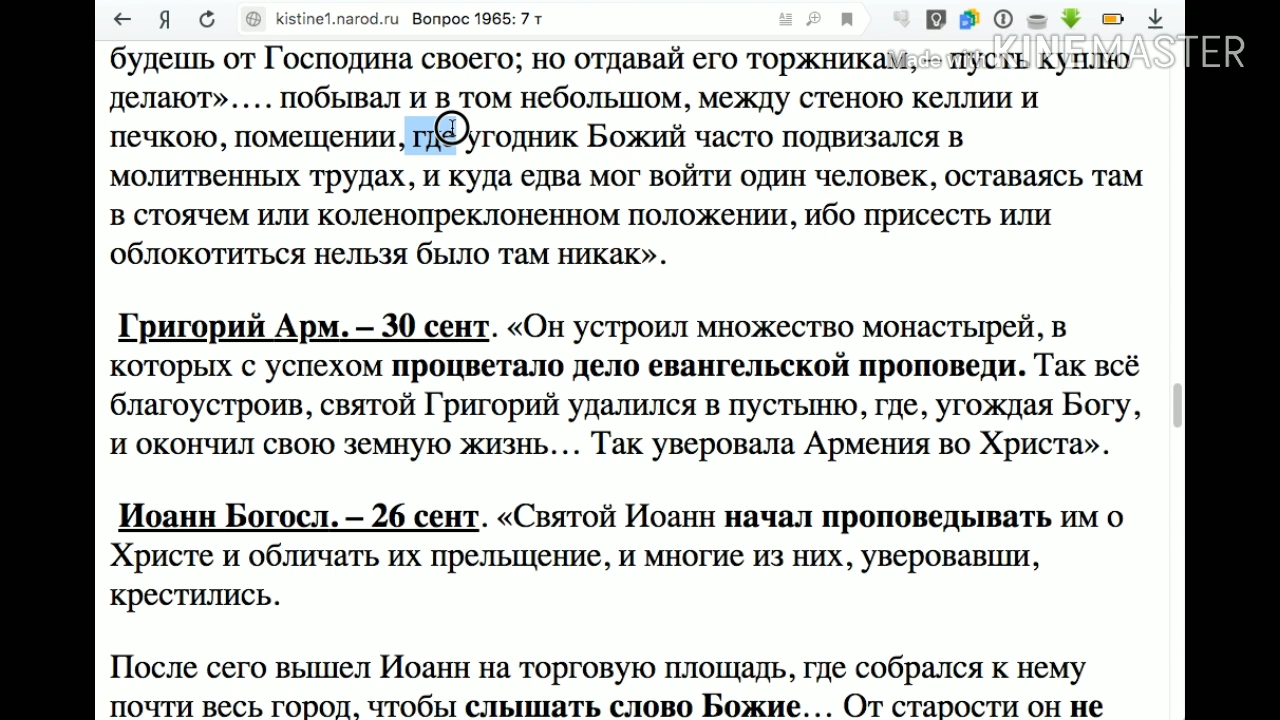 kistine1.narod.ru Вопрос 1965: 7 т
Made with KINEMASTER
будешь от Господина своего; но отдавай его торжникам, – пусть куплю
делают»…. побывал и в том небольшом, между стеною келлии и
печкою, помещении, где угодник Божий часто подвизался в
молитвенных трудах, и куда едва мог войти один человек, оставаясь там
в стоячем или коленопреклоненном положении, ибо присесть или
облокотиться нельзя было там никак».
Григорий Арм. – 30 сент. «Он устроил множество монастырей, в
которых с успехом процветало дело евангельской проповеди. Так всё
благоустроив, святой Григорий удалился в пустыню, где, угождая Богу,
и окончил свою земную жизнь… Так уверовала Армения во Христа».
Иоанн Богосл. – 26 сент. «Святой Иоанн начал проповедывать им о
Христе и обличать их прельщение, и многие из них, уверовавши,
крестились.
После сего вышел Иоанн на торговую площадь, где собрался к нему
почти весь город, чтобы слышать слово Божие… От старости он не